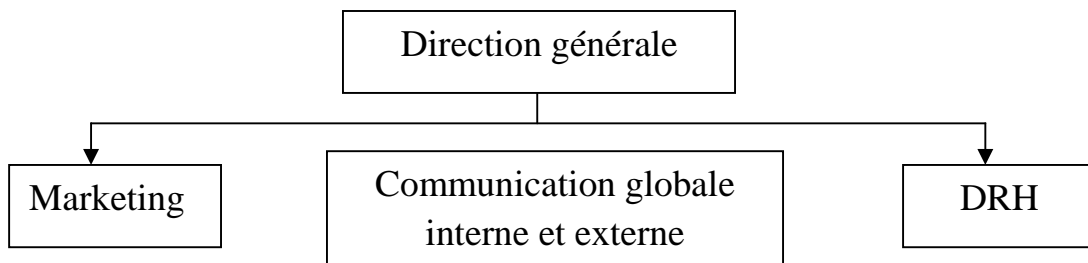 Direction générale
Marketing
Communication globale
interne et externe
DRH